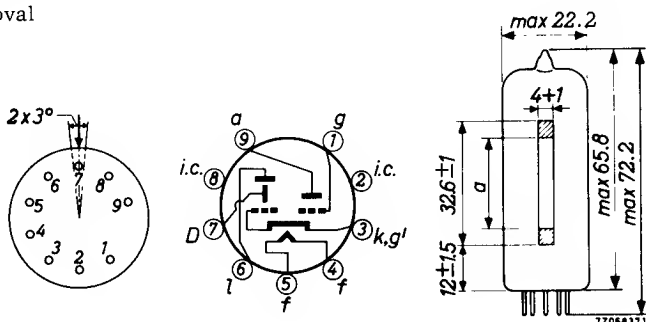 oval
2x3°
7
6 8
5 9
4
3 1
2
a g
9 1
i.c. 8 2 i.c.
D 7 3 k,g'
l 6 5 4 f
f
max 22.2
4+1
32.6±1
a
12±1.5
max 65.8
max 72.2